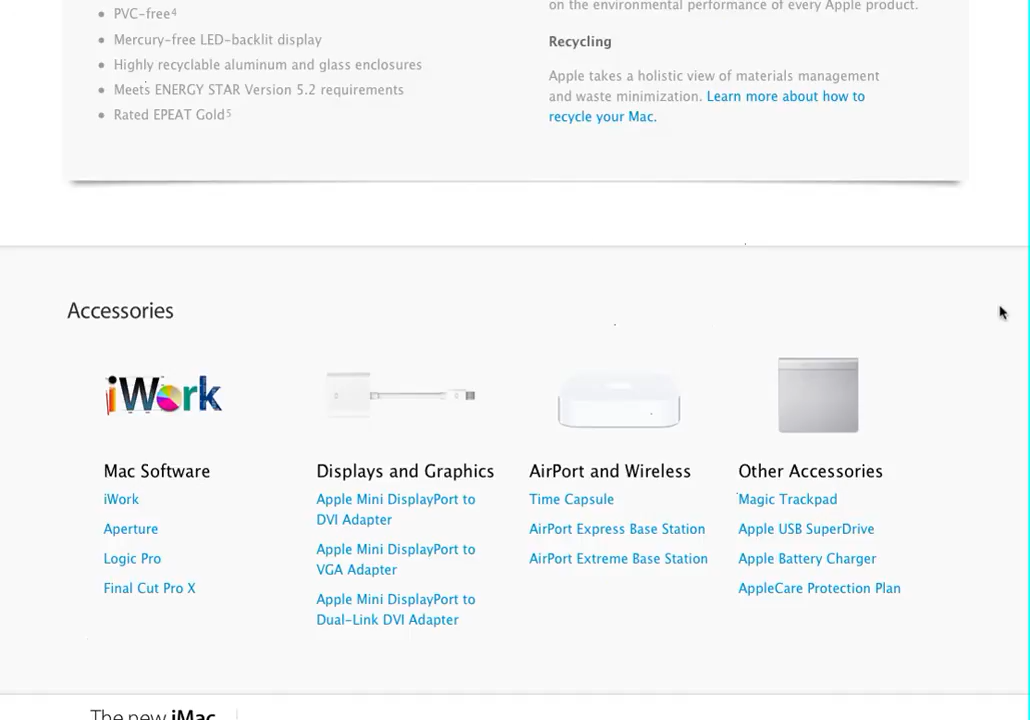 PVC-free4
Mercury-free LED-backlit display
Highly recyclable aluminum and glass enclosures
Meets ENERGY STAR Version 5.2 requirements
Rated EPEAT Gold5
on the environmental performance of every Apple product.
Recycling
Apple takes a holistic view of materials management
and waste minimization. Learn more about how to
recycle your Mac.
Accessories
iWork
Mac Software
iWork
Aperture
Logic Pro
Final Cut Pro X
Displays and Graphics
Apple Mini DisplayPort to
DVI Adapter
Apple Mini DisplayPort to
VGA Adapter
Apple Mini DisplayPort to
Dual-Link DVI Adapter
AirPort and Wireless
Time Capsule
AirPort Express Base Station
AirPort Extreme Base Station
Other Accessories
Magic Trackpad
Apple USB SuperDrive
Apple Battery Charger
AppleCare Protection Plan
The new iMac